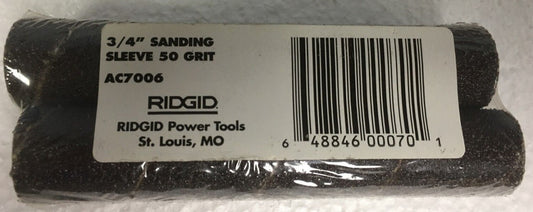 3/4" SANDING
SLEEVE 50 GRIT
AC7006
RIDGID
RIDGID Power Tools
St. Louis, MO
6 48846 00070 1